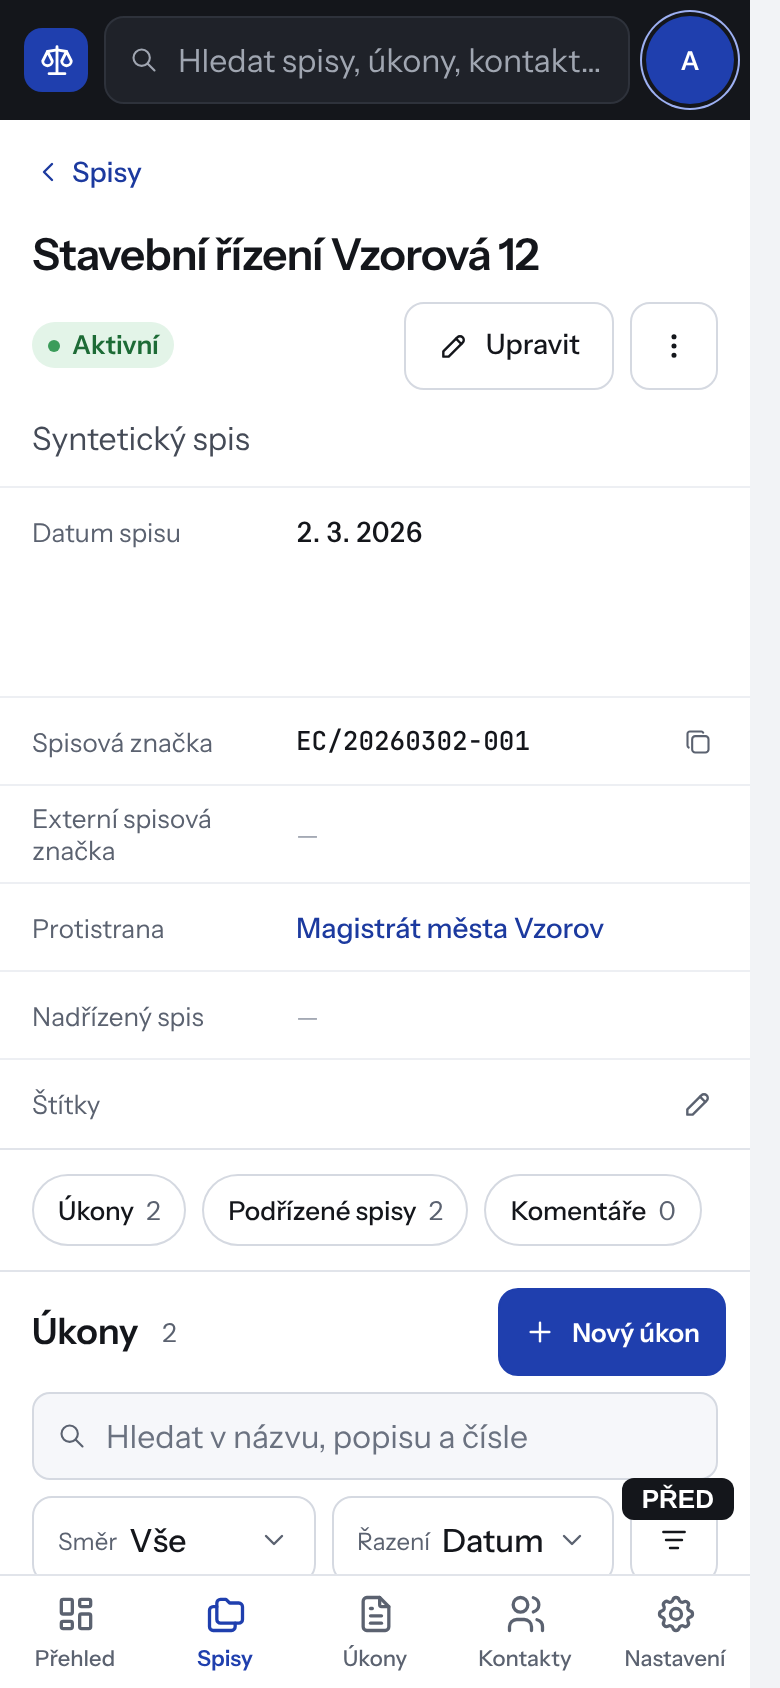 Hledat spisy, úkony, kontakt...
A
Spisy
Stavební řízení Vzorová 12
Aktivní
Upravit
Syntetický spis
Datum spisu 2. 3. 2026
Spisová značka EC/20260302-001
Externí spisová
značka —
Protistrana Magistrát města Vzorov
Nadřízený spis —
Štítky
Úkony 2 Podřízené spisy 2 Komentáře 0
Úkony 2 Nový úkon
Hledat v názvu, popisu a čísle
PŘED
Směr Vše Řazení Datum
Přehled Spisy Úkony Kontakty Nastavení